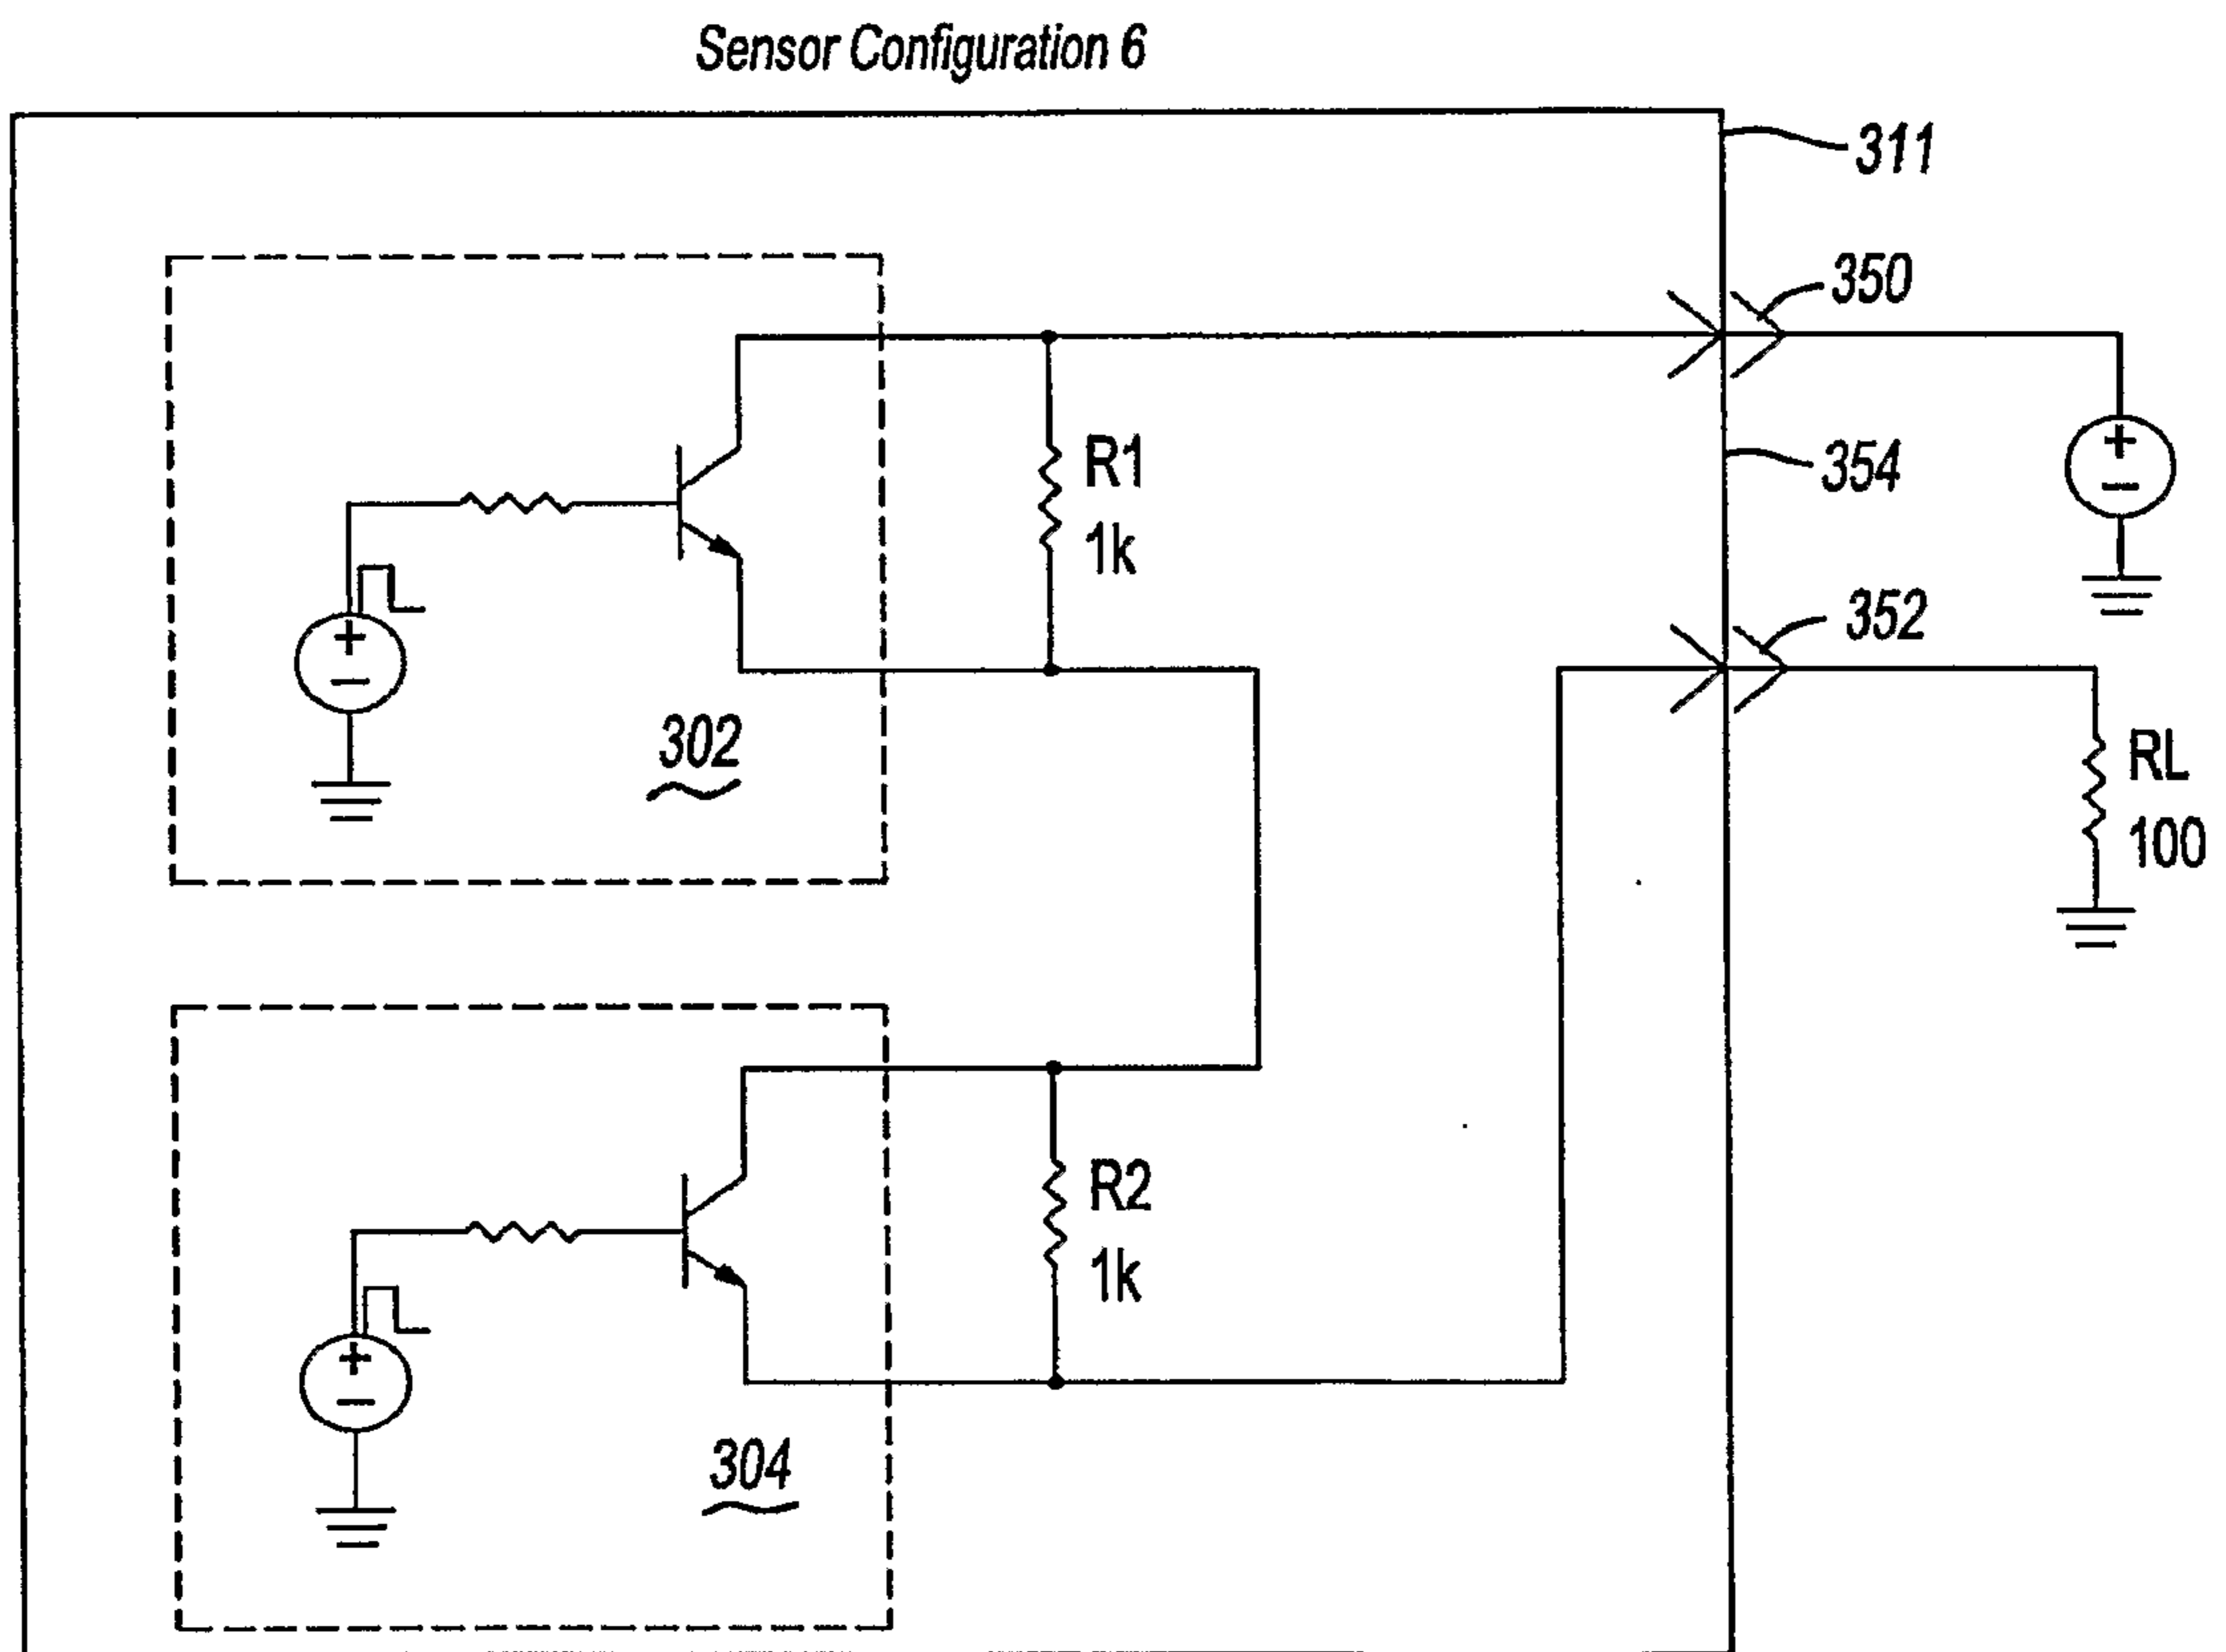 Sensor Configuration 6
311
350
R1
1k
354
352
302
RL
100
R2
1k
304